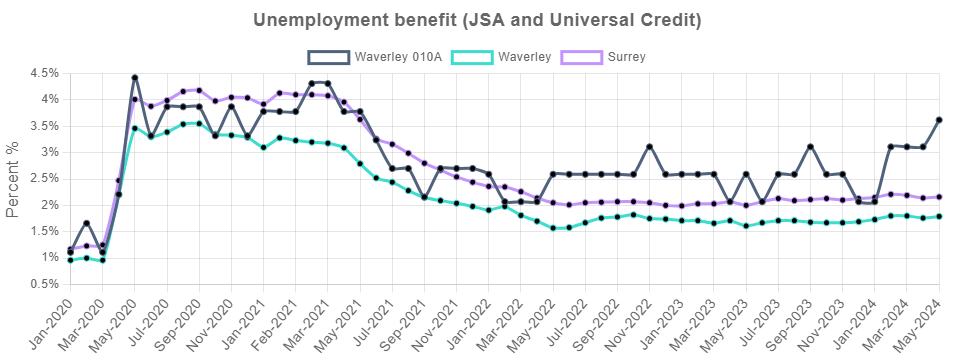 Unemployment benefit (JSA and Universal Credit)
Waverley 010A Waverley Surrey
Percent %
4.5%
4%
3.5%
3%
2.5%
2%
1.5%
1%
0.5%
Jan-2020 Mar-2020 May-2020 Jul-2020 Sep-2020 Nov-2020 Jan-2021 Feb-2021 Mar-2021 May-2021 Jul-2021 Sep-2021 Nov-2021 Jan-2022 Mar-2022 May-2022 Jul-2022 Sep-2022 Nov-2022 Jan-2023 Mar-2023 May-2023 Jul-2023 Sep-2023 Nov-2023 Jan-2024 Mar-2024 May-2024